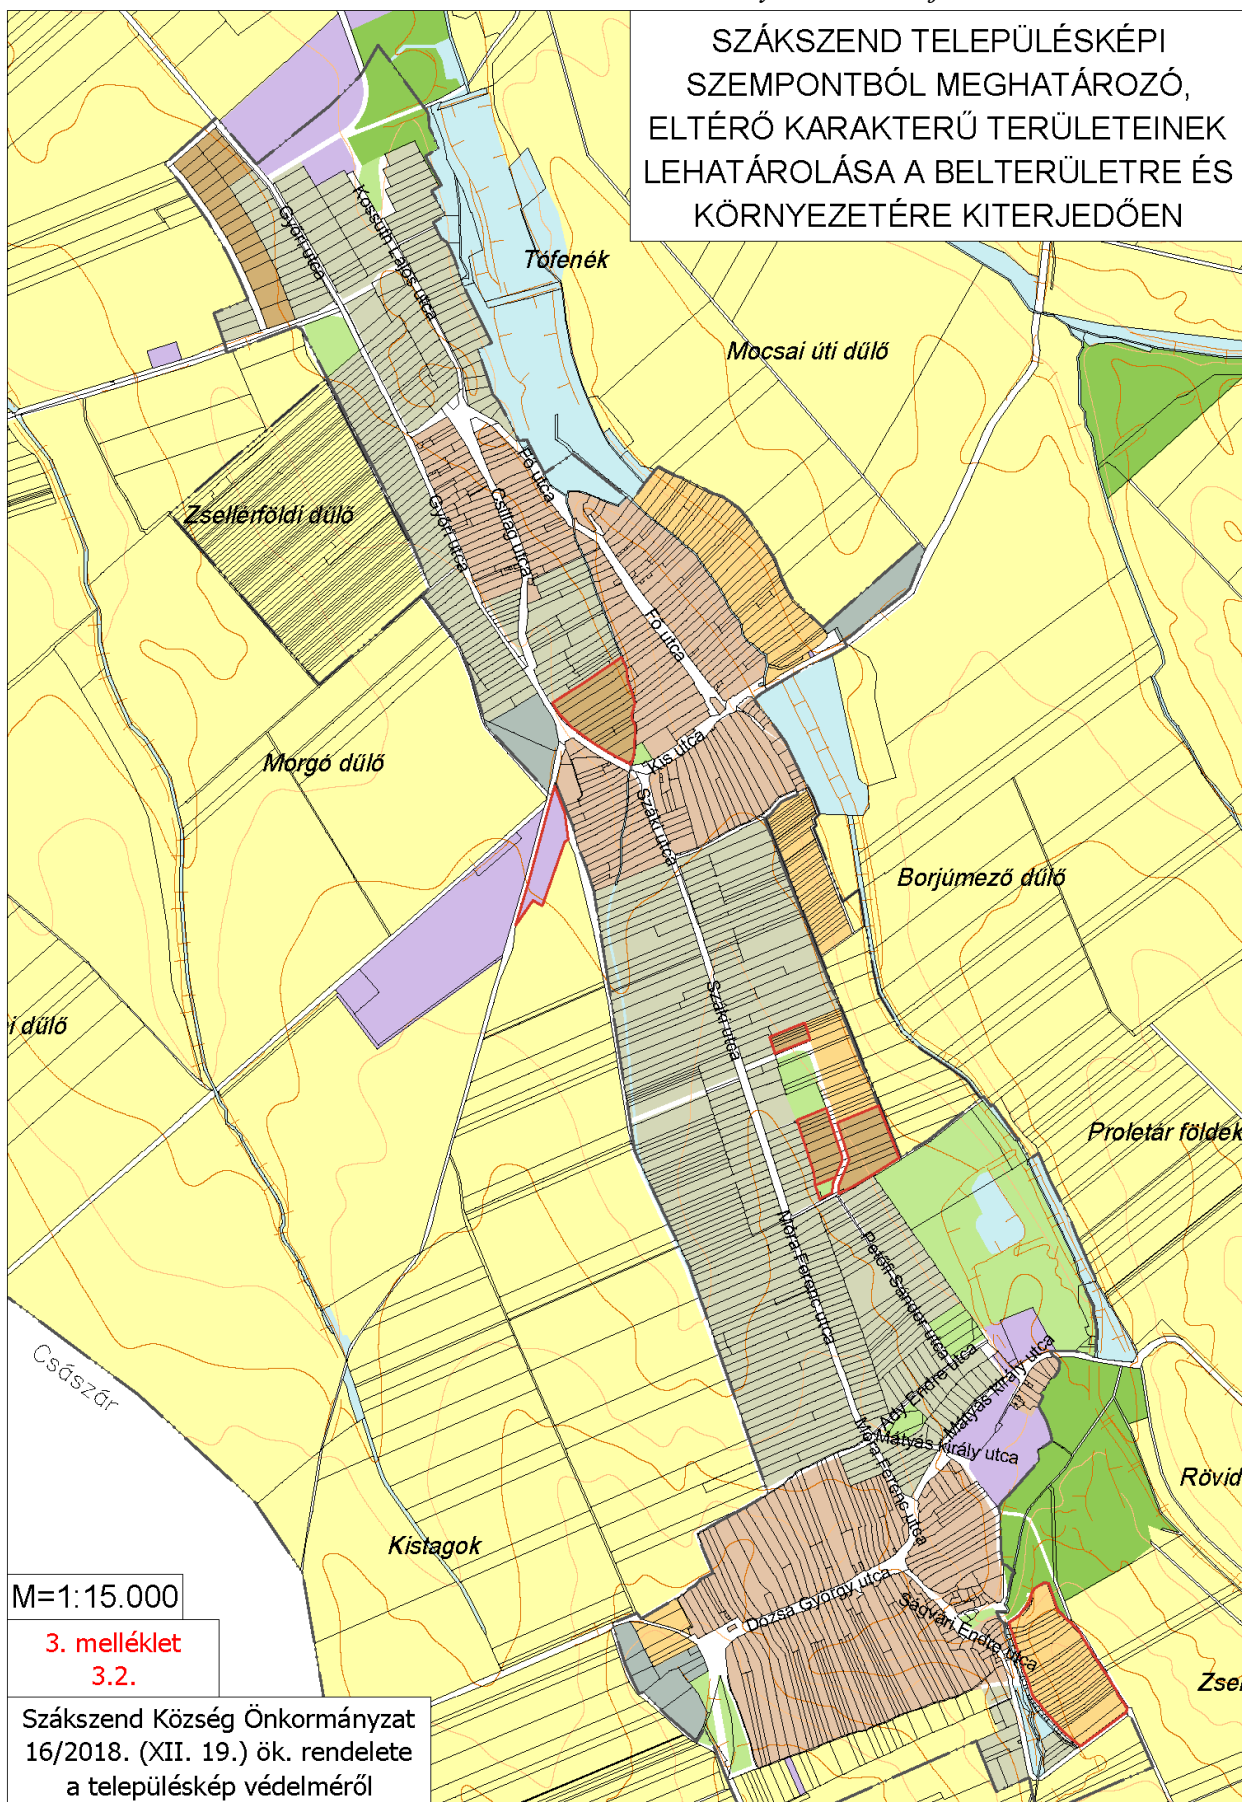 SZÁKSZEND TELEPÜLÉSKÉPI
SZEMPONTBÓL MEGHATÁROZÓ,
ELTÉRŐ KARAKTERŰ TERÜLETEINEK
LEHATÁROLÁSA A BELTERÜLETRE ÉS
KÖRNYEZETÉRE KITERJEDŐEN
Győri utca
Kossuth Lajos utca
Tófenék
Mocsai úti dűlő
Zsellérföldi dűlő
Győri utca
Csillag utca
Fő utca
Fő utca
Morgó dűlő
Kis utca
Száki utca
Borjúmező dűlő
i dűlő
Száki utca
Proletár földek
Móra Ferenc utca
Petőfi Sándor utca
Császár
Ady Endre utca
Mátyás király utca
Mátyás király utca
Móra Ferenc utca
Rövid
Kistagok
Dózsa György utca
Ságvári Endre utca
Zsel
M=1:15.000
3. melléklet
3.2.
Szákszend Község Önkormányzat
16/2018. (XII. 19.) ök. rendelete
a településkép védelméről